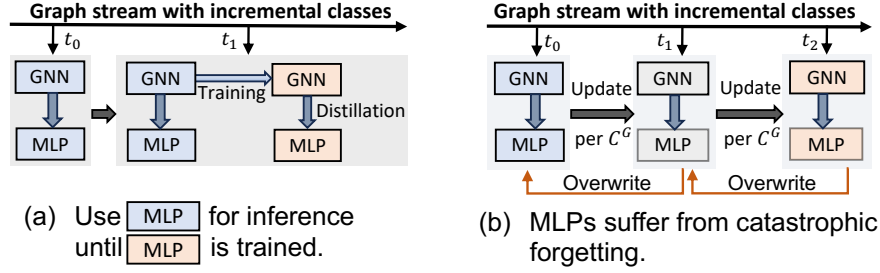 Graph stream with incremental classes
t₀ t₁
GNN GNN GNN
Training
Distillation
MLP MLP MLP
(a) Use MLP for inference
until MLP is trained.
Graph stream with incremental classes
t₀ t₁ t₂
GNN GNN GNN
Update Update
per Cᴳ per Cᴳ
MLP MLP MLP
Overwrite Overwrite
(b) MLPs suffer from catastrophic
forgetting.